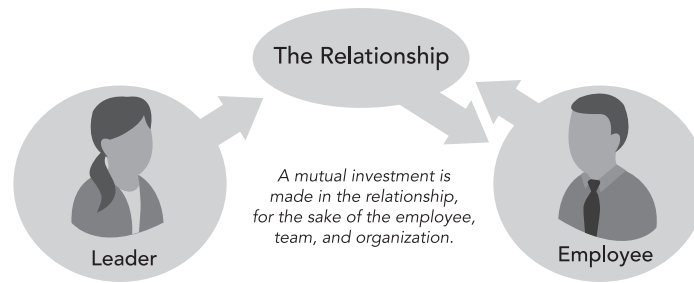 The Relationship
A mutual investment is
made in the relationship,
for the sake of the employee,
team, and organization.
Leader
Employee